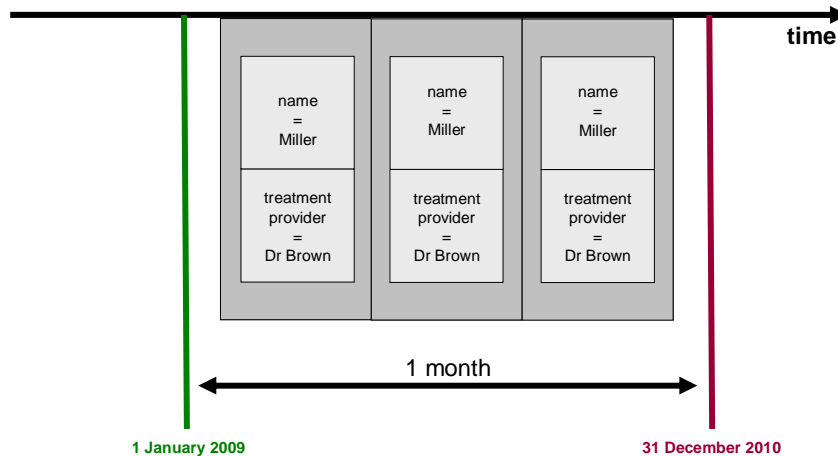 time
name
=
Miller
treatment
provider
=
Dr Brown
name
=
Miller
treatment
provider
=
Dr Brown
name
=
Miller
treatment
provider
=
Dr Brown
1 month
1 January 2009
31 December 2010